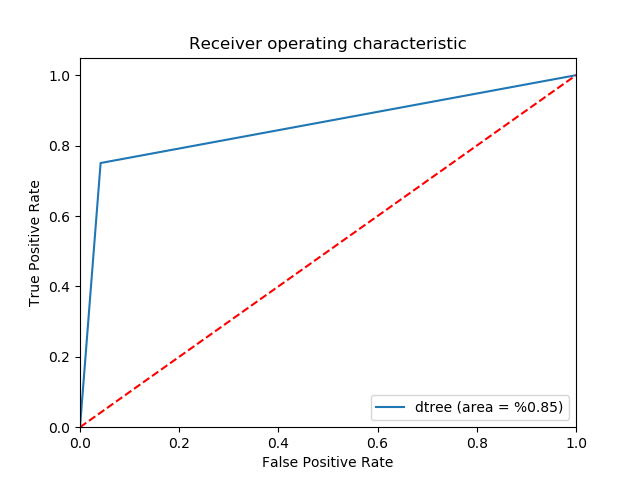 Receiver operating characteristic
True Positive Rate
1.0
0.8
0.6
0.4
0.2
0.0
dtree (area = %0.85)
0.0 0.2 0.4 0.6 0.8 1.0
False Positive Rate